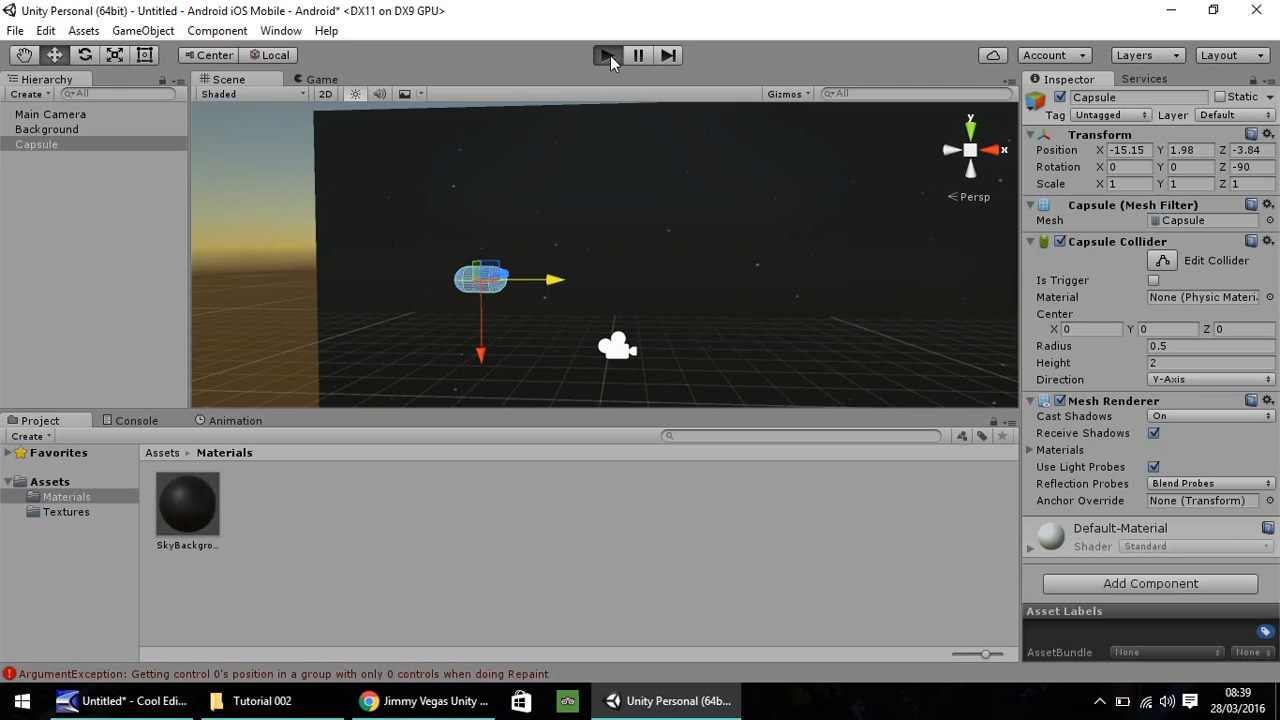 Unity Personal (64bit) - Untitled - Android iOS Mobile - Android* <DX11 on DX9 GPU>
File Edit Assets GameObject Component Window Help
Center Local Account Layers Layout
Hierarchy Scene Game Inspector Services
Create All Shaded 2D Gizmos All Capsule Static
Main Camera
Background
Capsule
Tag Untagged Layer Default
y
x
Persp
Transform
Position X -15.15 Y 1.98 Z -3.84
Rotation X 0 Y 0 Z -90
Scale X 1 Y 1 Z 1
Capsule (Mesh Filter)
Mesh Capsule
Capsule Collider
Edit Collider
Is Trigger
Material None (Physic Materi
Center
X 0 Y 0 Z 0
Radius 0.5
Height 2
Direction Y-Axis
Mesh Renderer
Cast Shadows On
Receive Shadows
Materials
Use Light Probes
Reflection Probes Blend Probes
Anchor Override None (Transform)
Default-Material
Shader Standard
Add Component
Asset Labels
AssetBundle None None
Project Console Animation
Create
Favorites
Assets
Materials
Textures
Assets Materials
SkyBackgro...
ArgumentException: Getting control 0's position in a group with only 0 controls when doing Repaint
Untitled* - Cool Edi... Tutorial 002 Jimmy Vegas Unity ... Unity Personal (64b... 08:39
28/03/2016